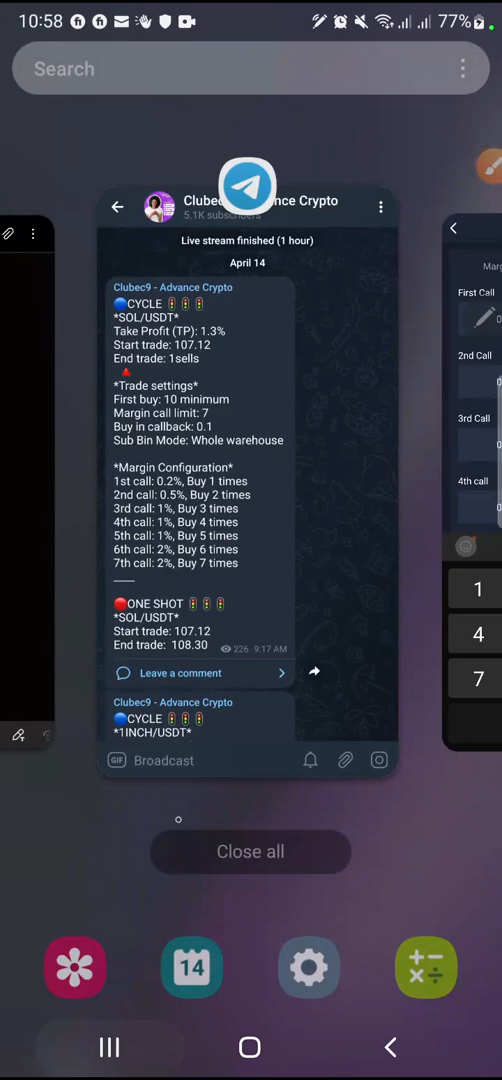 10:58
77%
Search
Clubec
nce Crypto
5.1K subscribers
Live stream finished (1 hour)
April 14
Clubec9 - Advance Crypto
🔵CYCLE 🚦🚦🚦
*SOL/USDT*
Take Profit (TP): 1.3%
Start trade: 107.12
End trade: 1sells
🔺
*Trade settings*
First buy: 10 minimum
Margin call limit: 7
Buy in callback: 0.1
Sub Bin Mode: Whole warehouse
*Margin Configuration*
1st call: 0.2%, Buy 1 times
2nd call: 0.5%, Buy 2 times
3rd call: 1%, Buy 3 times
4th call: 1%, Buy 4 times
5th call: 1%, Buy 5 times
6th call: 2%, Buy 6 times
7th call: 2%, Buy 7 times
___
🔴ONE SHOT 🚦🚦🚦
*SOL/USDT*
Start trade: 107.12
End trade: 108.30
226 9:17 AM
Leave a comment
Clubec9 - Advance Crypto
🔵CYCLE 🚦🚦🚦
*1INCH/USDT*
GIF Broadcast
Marg
First Call
2nd Call
3rd Call
4th call
1
4
7
Close all
14